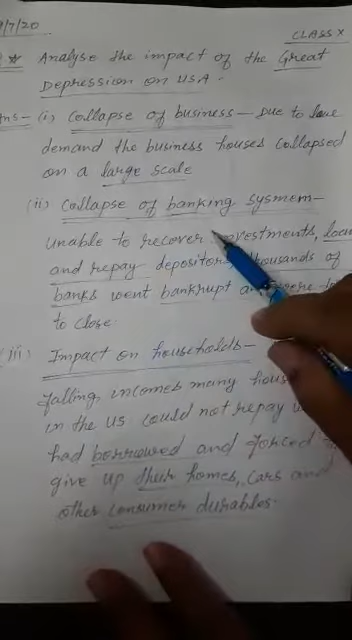 /7/20
CLASS X
Analyse the impact of the Great
Depression on U.S.A.
Ans- (i) Collapse of business - Due to low
demand the business houses collapsed
on a large scale
(ii) Collapse of banking sysmem-
Unable to recover investments, loan
and repay depositors, thousands of
banks went bankrupt and were
to close.
(iii) Impact on households-
falling incomes many
in the US could not repay
had borrowed and forced
give up their homes, cars and
other consumer durables.